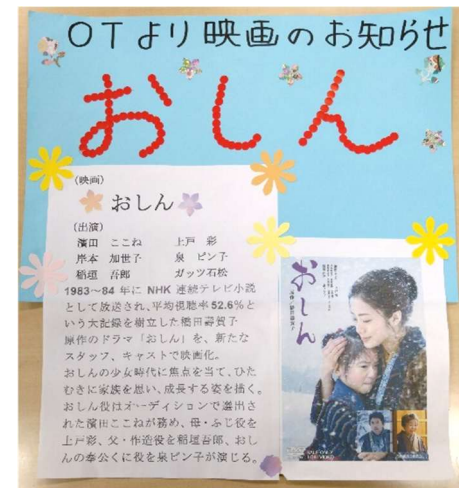 OTより映画のお知らせ
おしん
(映画)
おしん
(出演)
濱田 ここね 上戸 彩
岸本 加世子 泉 ピン子
稲垣 吾郎 ガッツ石松
1983~84年にNHK連続テレビ小説
として放送され、平均視聴率52.6%と
いう大記録を樹立した橋田壽賀子
原作のドラマ「おしん」を、新たな
スタッフ、キャストで映画化。
おしんの少女時代に焦点を当て、ひた
むきに家族を思い、成長する姿を描く。
おしん役はオーディションで選出さ
れた濱田ここねが務め、母・ふじ役を
上戸彩、父・作造役を稲垣吾郎、おし
んの奉公くに役を泉ピン子が演じる。
おしん